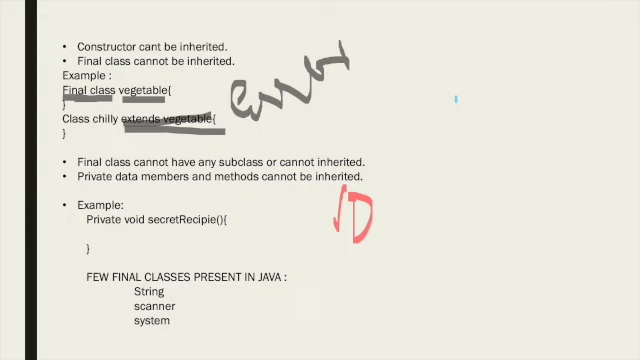 • Constructor cant be inherited.
• Final class cannot be inherited.
Example :
Final class vegetable{
}
Class chilly extends vegetable{
}
error
• Final class cannot have any subclass or cannot inherited.
• Private data members and methods cannot be inherited.
• Example:
Private void secretRecipie(){
}
FEW FINAL CLASSES PRESENT IN JAVA :
String
scanner
system